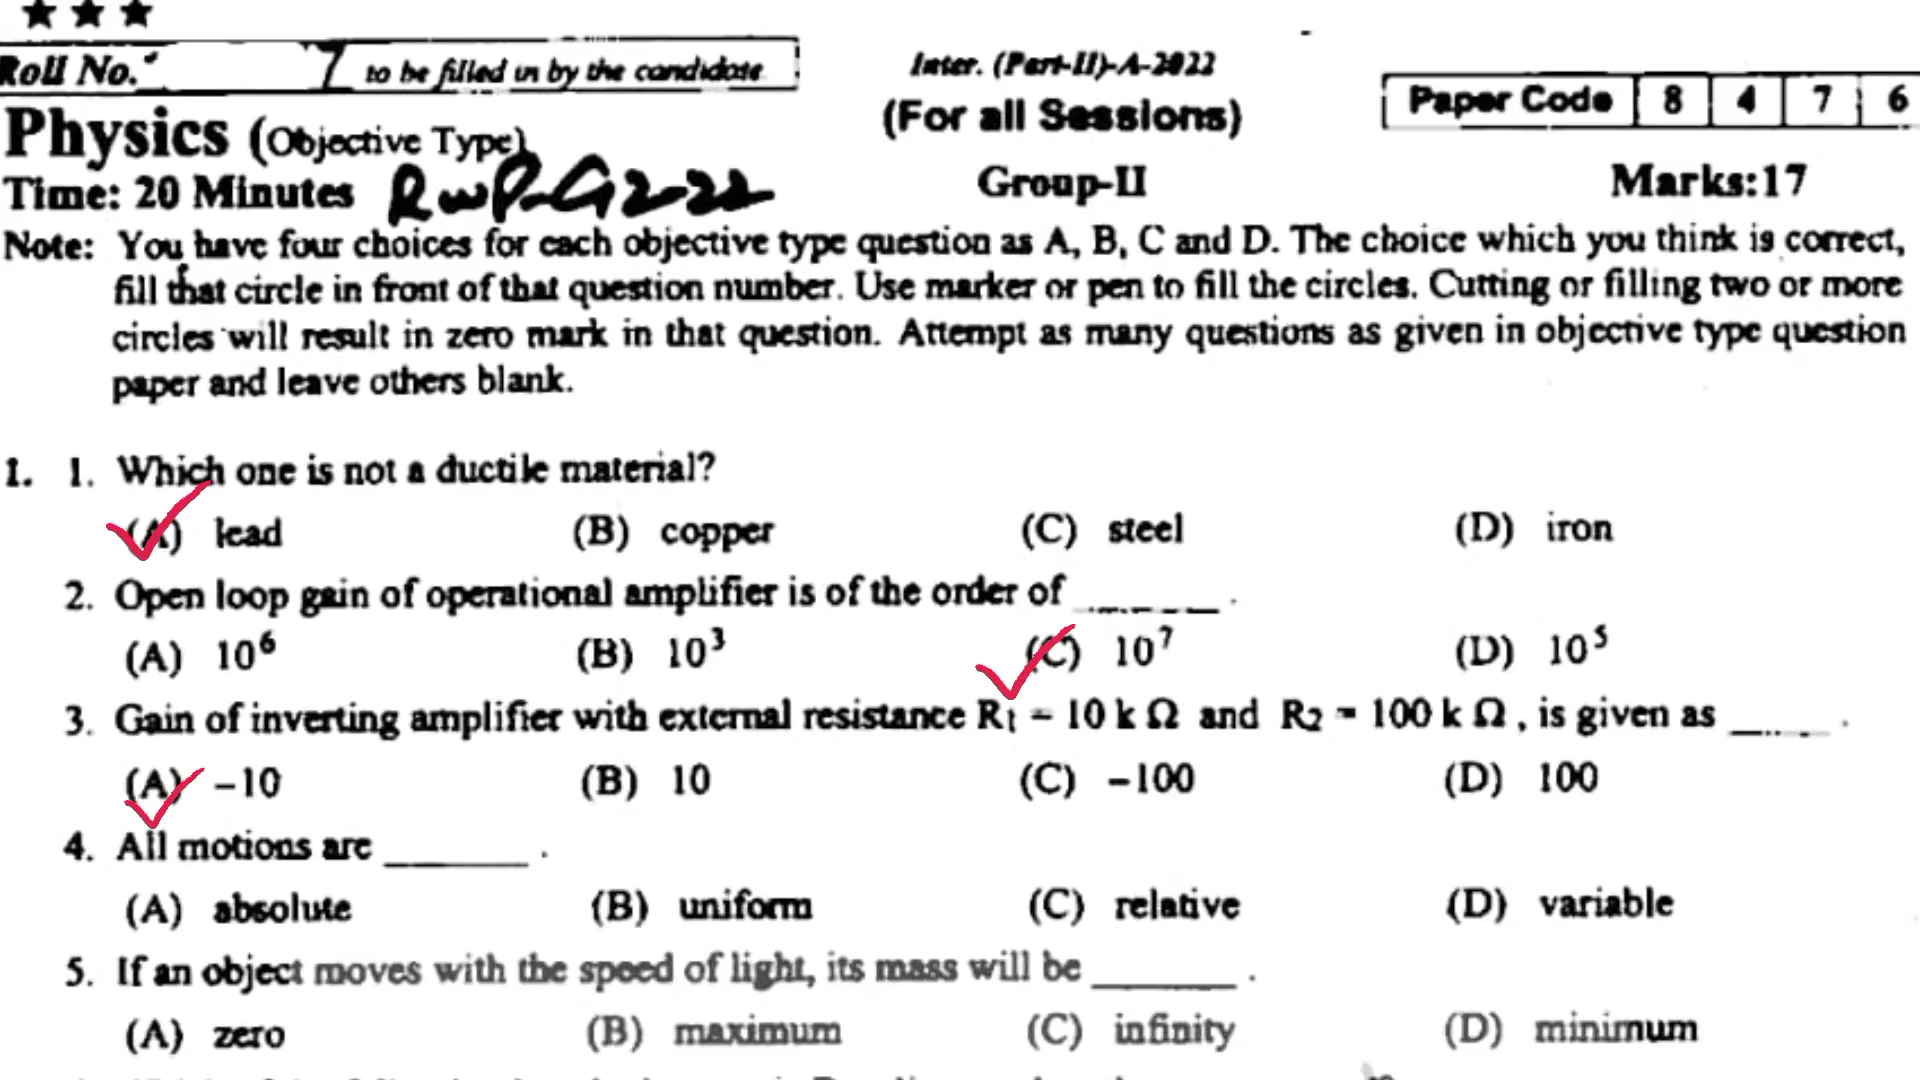 Roll No. to be filled in by the candidate
Inter. (Part-II)-A-2022
(For all Sessions)
Paper Code 8 4 7 6
Physics (Objective Type)
Group-II
Time: 20 Minutes RwP-G2-22
Marks:17
Note: You have four choices for each objective type question as A, B, C and D. The choice which you think is correct,
fill that circle in front of that question number. Use marker or pen to fill the circles. Cutting or filling two or more
circles will result in zero mark in that question. Attempt as many questions as given in objective type question
paper and leave others blank.
1. 1. Which one is not a ductile material?
(A) lead (B) copper (C) steel (D) iron
2. Open loop gain of operational amplifier is of the order of ______ .
(A) 10⁶ (B) 10³ (C) 10⁷ (D) 10⁵
3. Gain of inverting amplifier with external resistance R₁ = 10 k Ω and R₂ = 100 k Ω , is given as _____ .
(A) −10 (B) 10 (C) −100 (D) 100
4. All motions are ______ .
(A) absolute (B) uniform (C) relative (D) variable
5. If an object moves with the speed of light, its mass will be ______ .
(A) zero (B) maximum (C) infinity (D) minimum